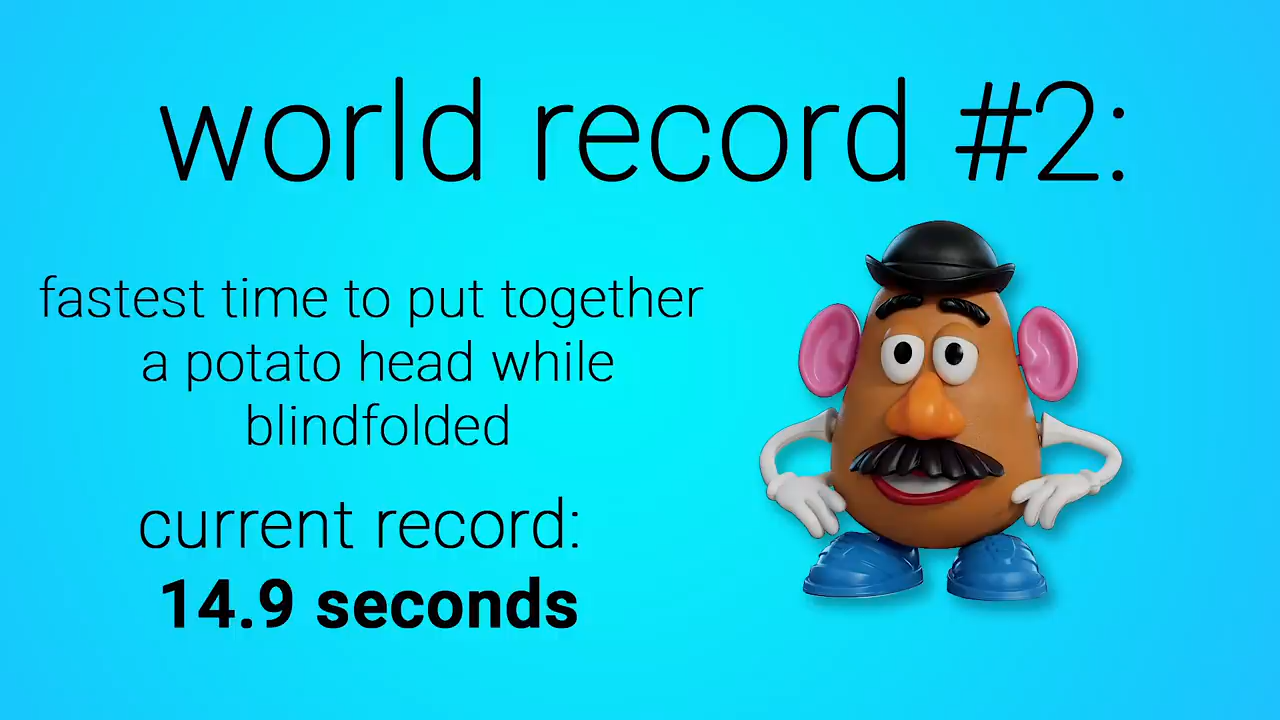 world record #2:
fastest time to put together
a potato head while
blindfolded
current record:
14.9 seconds